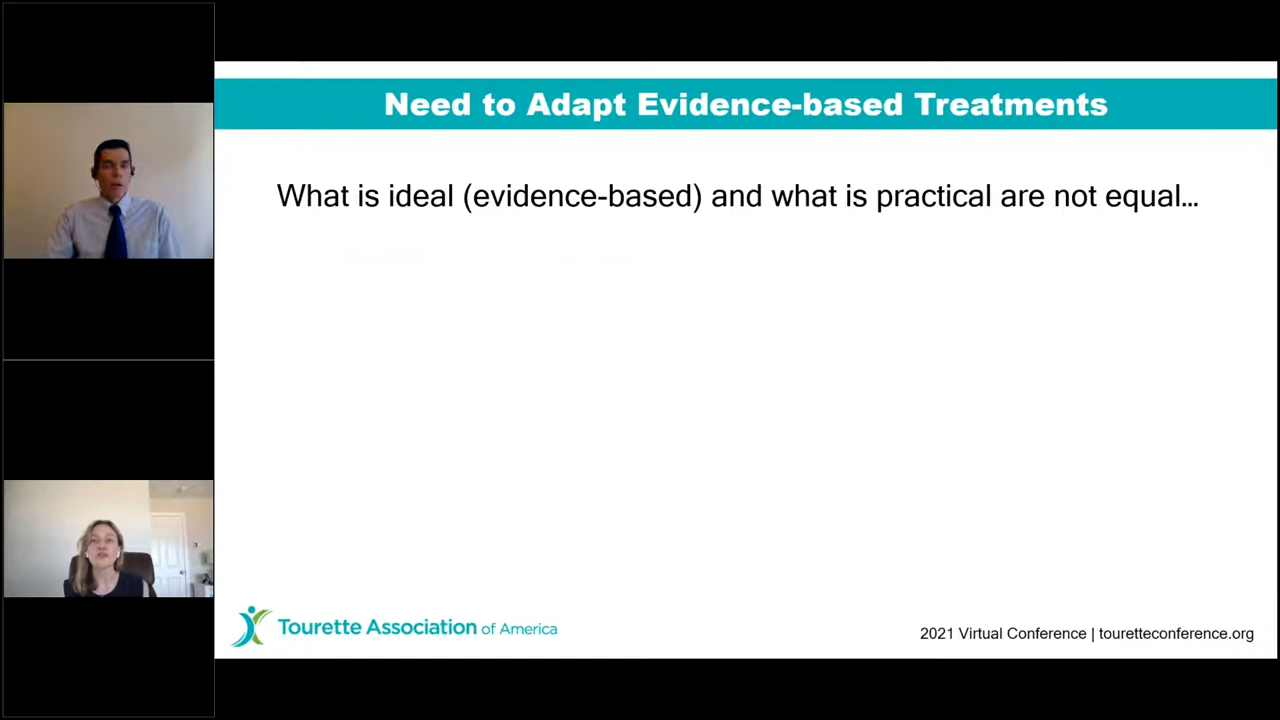 Need to Adapt Evidence-based Treatments
What is ideal (evidence-based) and what is practical are not equal…
Tourette Association of America
2021 Virtual Conference | touretteconference.org